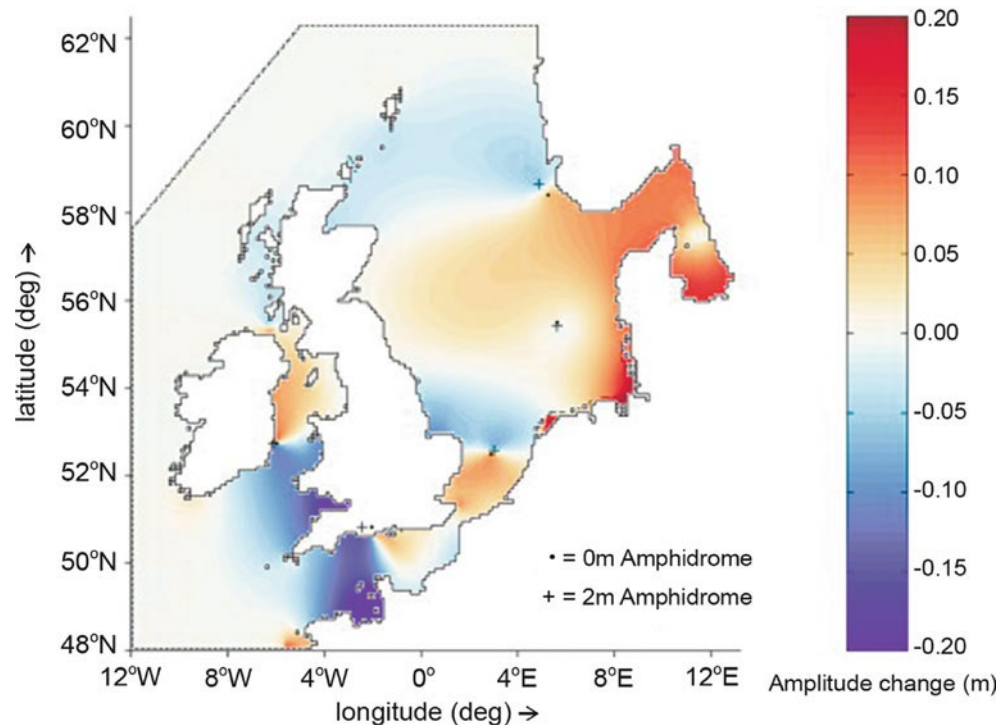 62°N
60°N
58°N
56°N
54°N
52°N
50°N
48°N
latitude (deg) →
12°W
8°W
4°W
0°
4°E
8°E
12°E
longitude (deg) →
• = 0m Amphidrome
+ = 2m Amphidrome
0.20
0.15
0.10
0.05
0.00
-0.05
-0.10
-0.15
-0.20
Amplitude change (m)